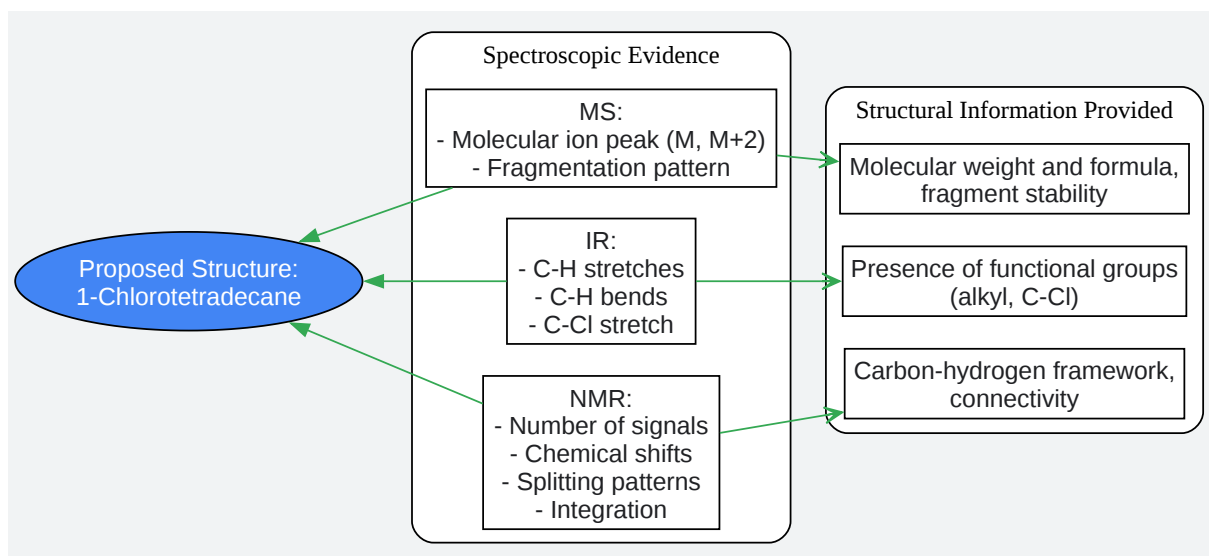 Proposed Structure:
1-Chlorotetradecane
Spectroscopic Evidence
MS:
- Molecular ion peak (M, M+2)
- Fragmentation pattern
IR:
- C-H stretches
- C-H bends
- C-Cl stretch
NMR:
- Number of signals
- Chemical shifts
- Splitting patterns
- Integration
Structural Information Provided
Molecular weight and formula,
fragment stability
Presence of functional groups
(alkyl, C-Cl)
Carbon-hydrogen framework,
connectivity